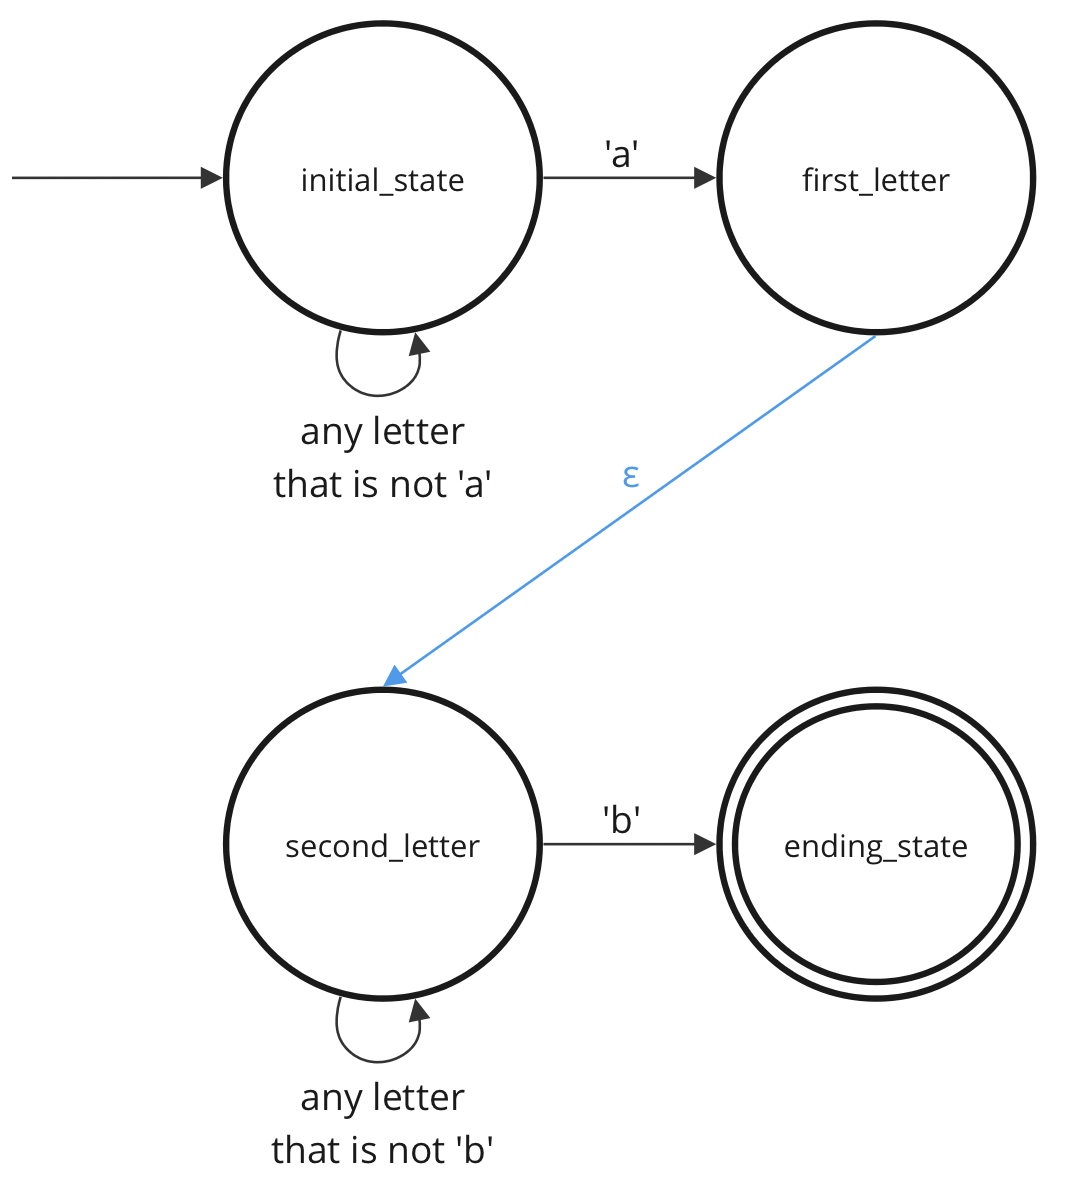 'a'
initial_state
first_letter
any letter
that is not 'a'
ε
'b'
second_letter
ending_state
any letter
that is not 'b'